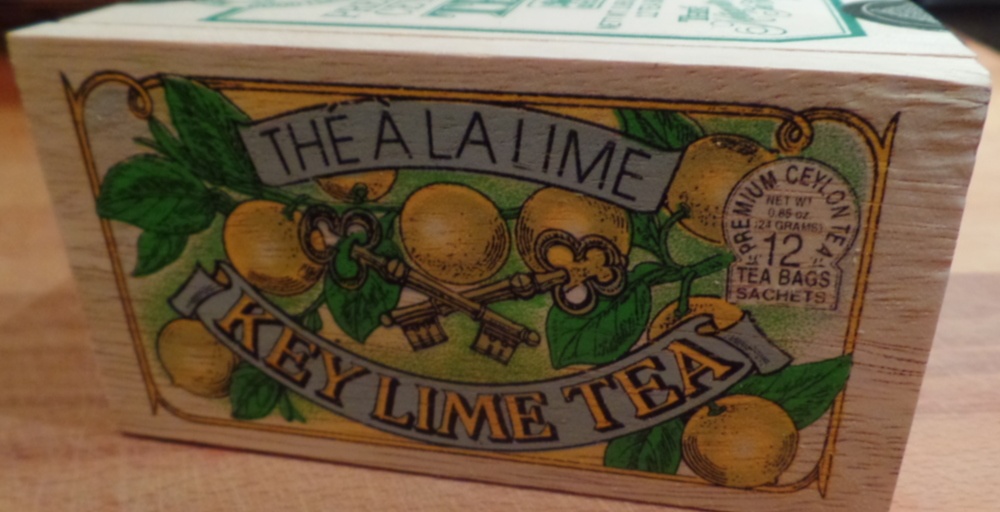 THÉ À LA LIME
PREMIUM CEYLON TEA
NET WT
0.85 oz.
(24 GRAMS)
12
TEA BAGS
SACHETS
KEY LIME TEA